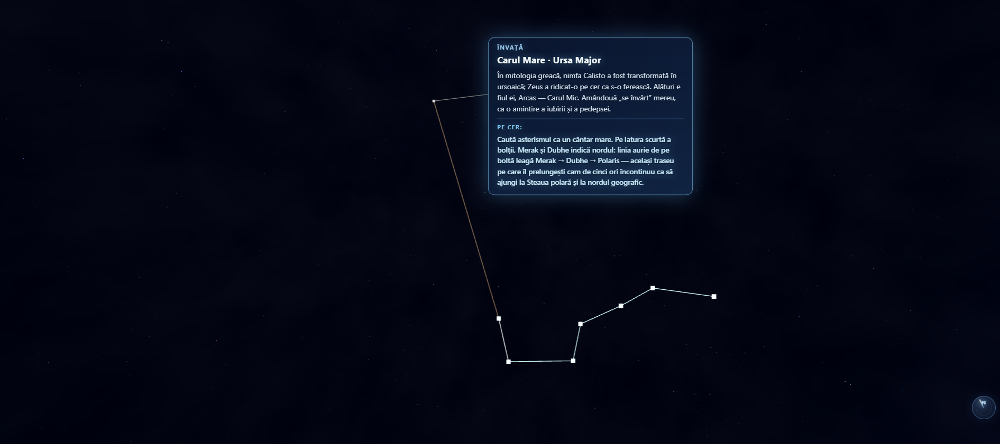 ÎNVAȚĂ
Carul Mare · Ursa Major
În mitologia greacă, nimfa Calisto a fost transformată în
ursoaică; Zeus a ridicat-o pe cer ca s-o ferească. Alături e
fiul ei, Arcas — Carul Mic. Amândouă „se învârt” mereu,
ca o amintire a iubirii și a pedepsei.
PE CER:
Caută asterismul ca un cântar mare. Pe latura scurtă a
bolții, Merak și Dubhe indică nordul: linia aurie de pe
boltă leagă Merak → Dubhe → Polaris — același traseu
pe care îl prelungești cam de cinci ori încontinuu ca să
ajungi la Steaua polară și la nordul geografic.
N